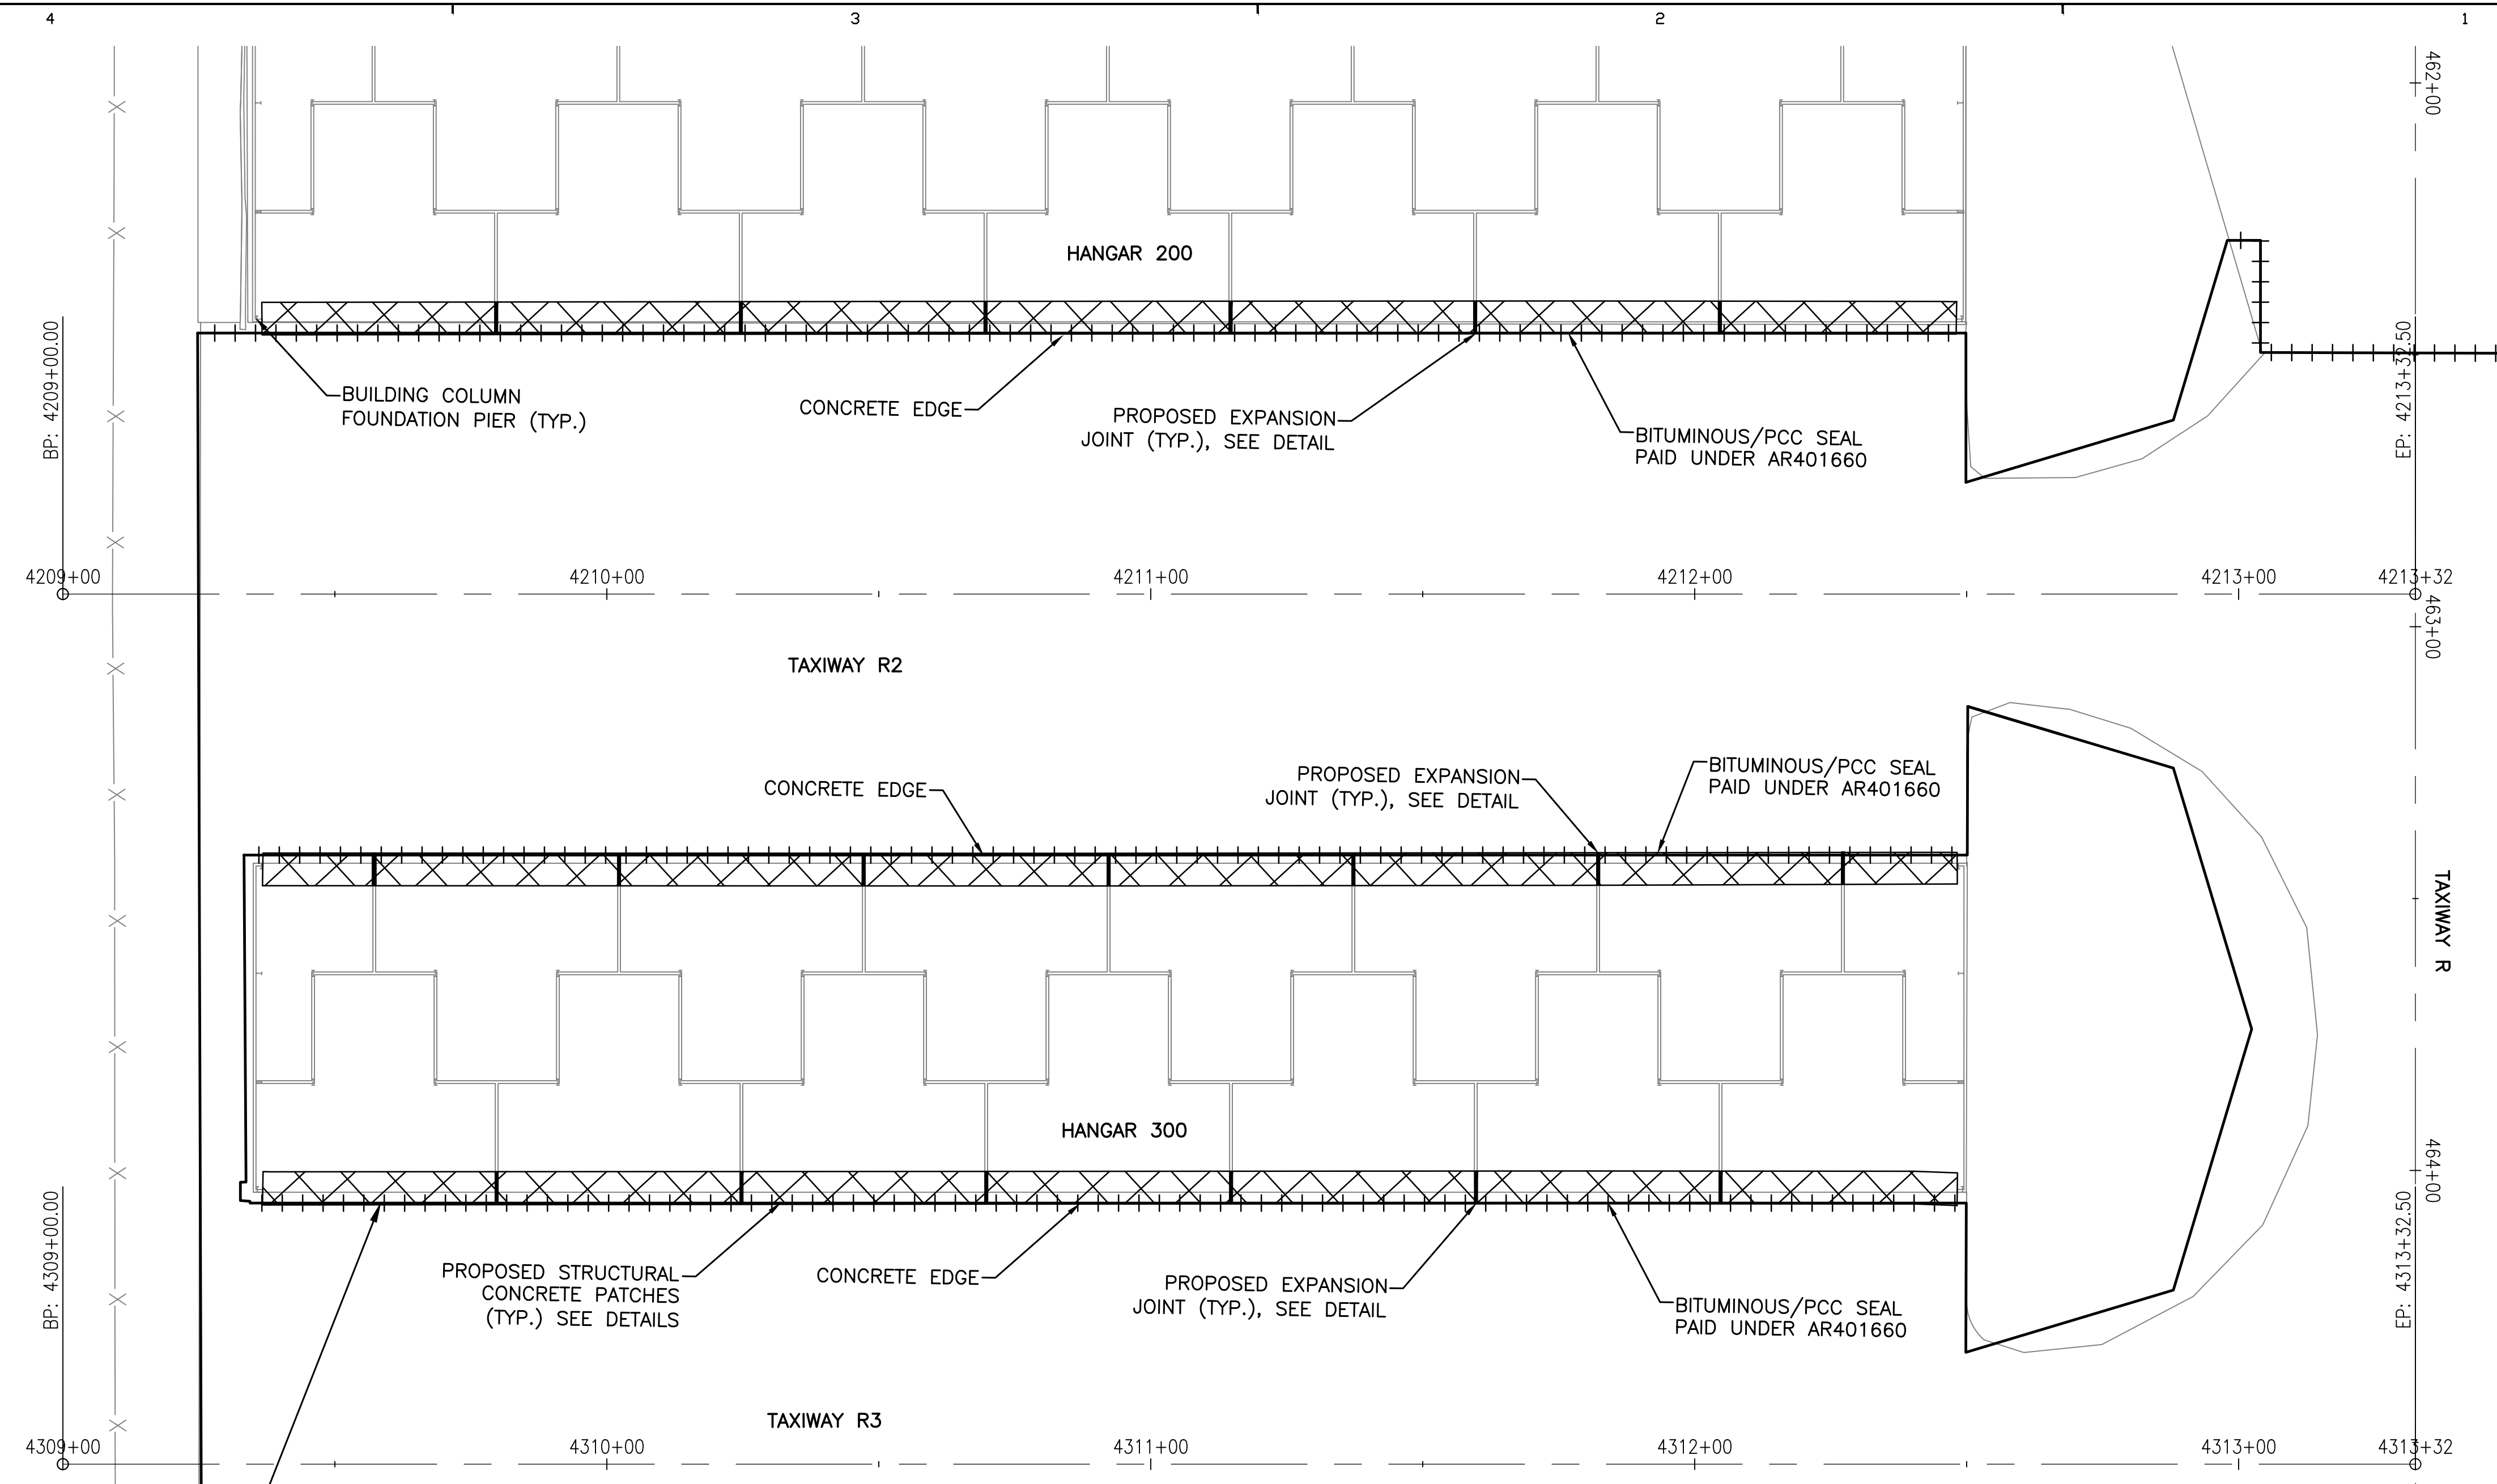 4
3
2
1
462+00
HANGAR 200
BP: 4209+00.00
EP: 4213+32.50
BUILDING COLUMN
FOUNDATION PIER (TYP.)
CONCRETE EDGE
PROPOSED EXPANSION
JOINT (TYP.), SEE DETAIL
BITUMINOUS/PCC SEAL
PAID UNDER AR401660
4209+00
4210+00
4211+00
4212+00
4213+00
4213+32
463+00
TAXIWAY R2
CONCRETE EDGE
PROPOSED EXPANSION
JOINT (TYP.), SEE DETAIL
BITUMINOUS/PCC SEAL
PAID UNDER AR401660
TAXIWAY R
HANGAR 300
464+00
BP: 4309+00.00
EP: 4313+32.50
PROPOSED STRUCTURAL
CONCRETE PATCHES
(TYP.) SEE DETAILS
CONCRETE EDGE
PROPOSED EXPANSION
JOINT (TYP.), SEE DETAIL
BITUMINOUS/PCC SEAL
PAID UNDER AR401660
TAXIWAY R3
4309+00
4310+00
4311+00
4312+00
4313+00
4313+32